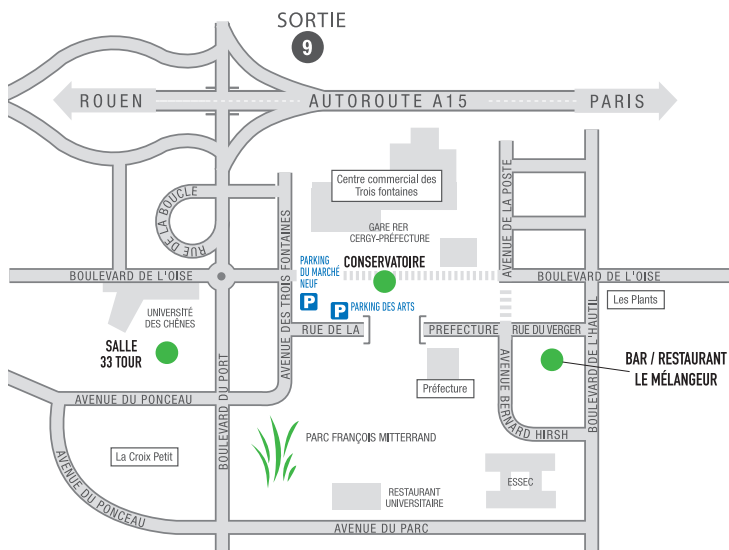 SORTIE
9
ROUEN
AUTOROUTE A15
PARIS
Centre commercial des
Trois fontaines
RUE DE LA BOUCLE
AVENUE DES TROIS FONTAINES
AVENUE DE LA POSTE
GARE RER
CERGY-PRÉFECTURE
CONSERVATOIRE
PARKING
DU MARCHÉ
NEUF
P
BOULEVARD DE L'OISE
BOULEVARD DE L'OISE
P
PARKING DES ARTS
Les Plants
UNIVERSITÉ
DES CHÊNES
SALLE
33 TOUR
RUE DE LA
PREFECTURE
RUE DU VERGER
BOULEVARD DE L'HAUTIL
BAR / RESTAURANT
LE MÉLANGEUR
Préfecture
AVENUE BERNARD HIRSH
BOULEVARD DU PORT
AVENUE DU PONCEAU
PARC FRANÇOIS MITTERRAND
La Croix Petit
AVENUE DU PONCEAU
ESSEC
RESTAURANT
UNIVERSITAIRE
AVENUE DU PARC